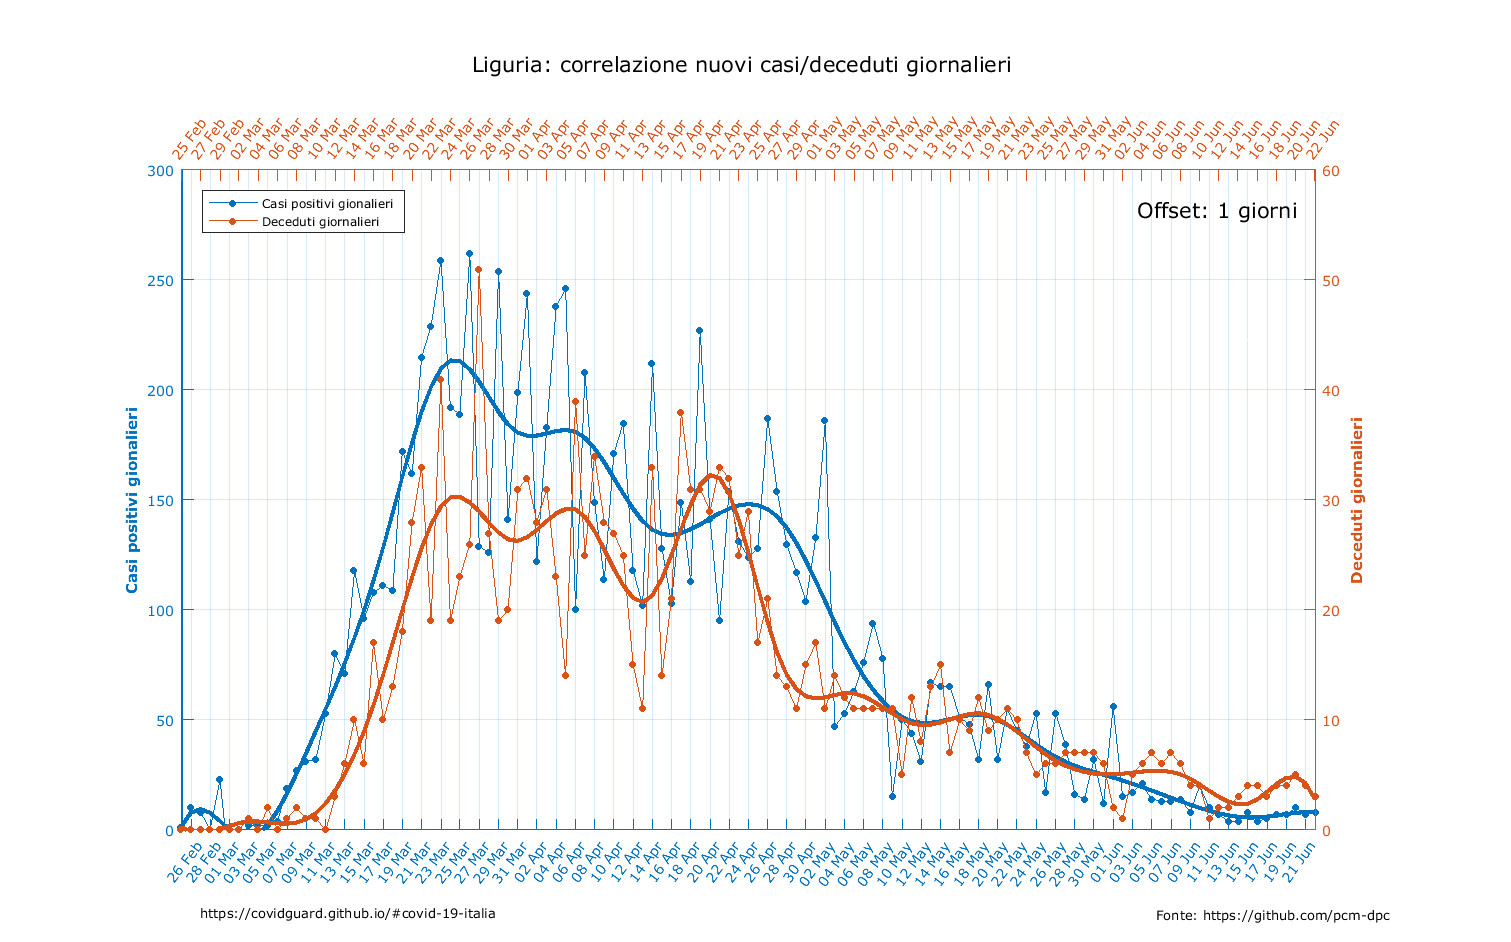 Liguria: correlazione nuovi casi/deceduti giornalieri
25 Feb
27 Feb
29 Feb
02 Mar
04 Mar
06 Mar
08 Mar
10 Mar
12 Mar
14 Mar
16 Mar
18 Mar
20 Mar
22 Mar
24 Mar
26 Mar
28 Mar
30 Mar
01 Apr
03 Apr
05 Apr
07 Apr
09 Apr
11 Apr
13 Apr
15 Apr
17 Apr
19 Apr
21 Apr
23 Apr
25 Apr
27 Apr
29 Apr
01 May
03 May
05 May
07 May
09 May
11 May
13 May
15 May
17 May
19 May
21 May
23 May
25 May
27 May
29 May
31 May
02 Jun
04 Jun
06 Jun
08 Jun
10 Jun
12 Jun
14 Jun
16 Jun
18 Jun
20 Jun
22 Jun
Casi positivi gionalieri
Deceduti giornalieri
Offset: 1 giorni
300
250
200
150
100
50
0
Casi positivi gionalieri
60
50
40
30
20
10
0
Deceduti giornalieri
26 Feb
28 Feb
01 Mar
03 Mar
05 Mar
07 Mar
09 Mar
11 Mar
13 Mar
15 Mar
17 Mar
19 Mar
21 Mar
23 Mar
25 Mar
27 Mar
29 Mar
31 Mar
02 Apr
04 Apr
06 Apr
08 Apr
10 Apr
12 Apr
14 Apr
16 Apr
18 Apr
20 Apr
22 Apr
24 Apr
26 Apr
28 Apr
30 Apr
02 May
04 May
06 May
08 May
10 May
12 May
14 May
16 May
18 May
20 May
22 May
24 May
26 May
28 May
30 May
01 Jun
03 Jun
05 Jun
07 Jun
09 Jun
11 Jun
13 Jun
15 Jun
17 Jun
19 Jun
21 Jun
https://covidguard.github.io/#covid-19-italia
Fonte: https://github.com/pcm-dpc